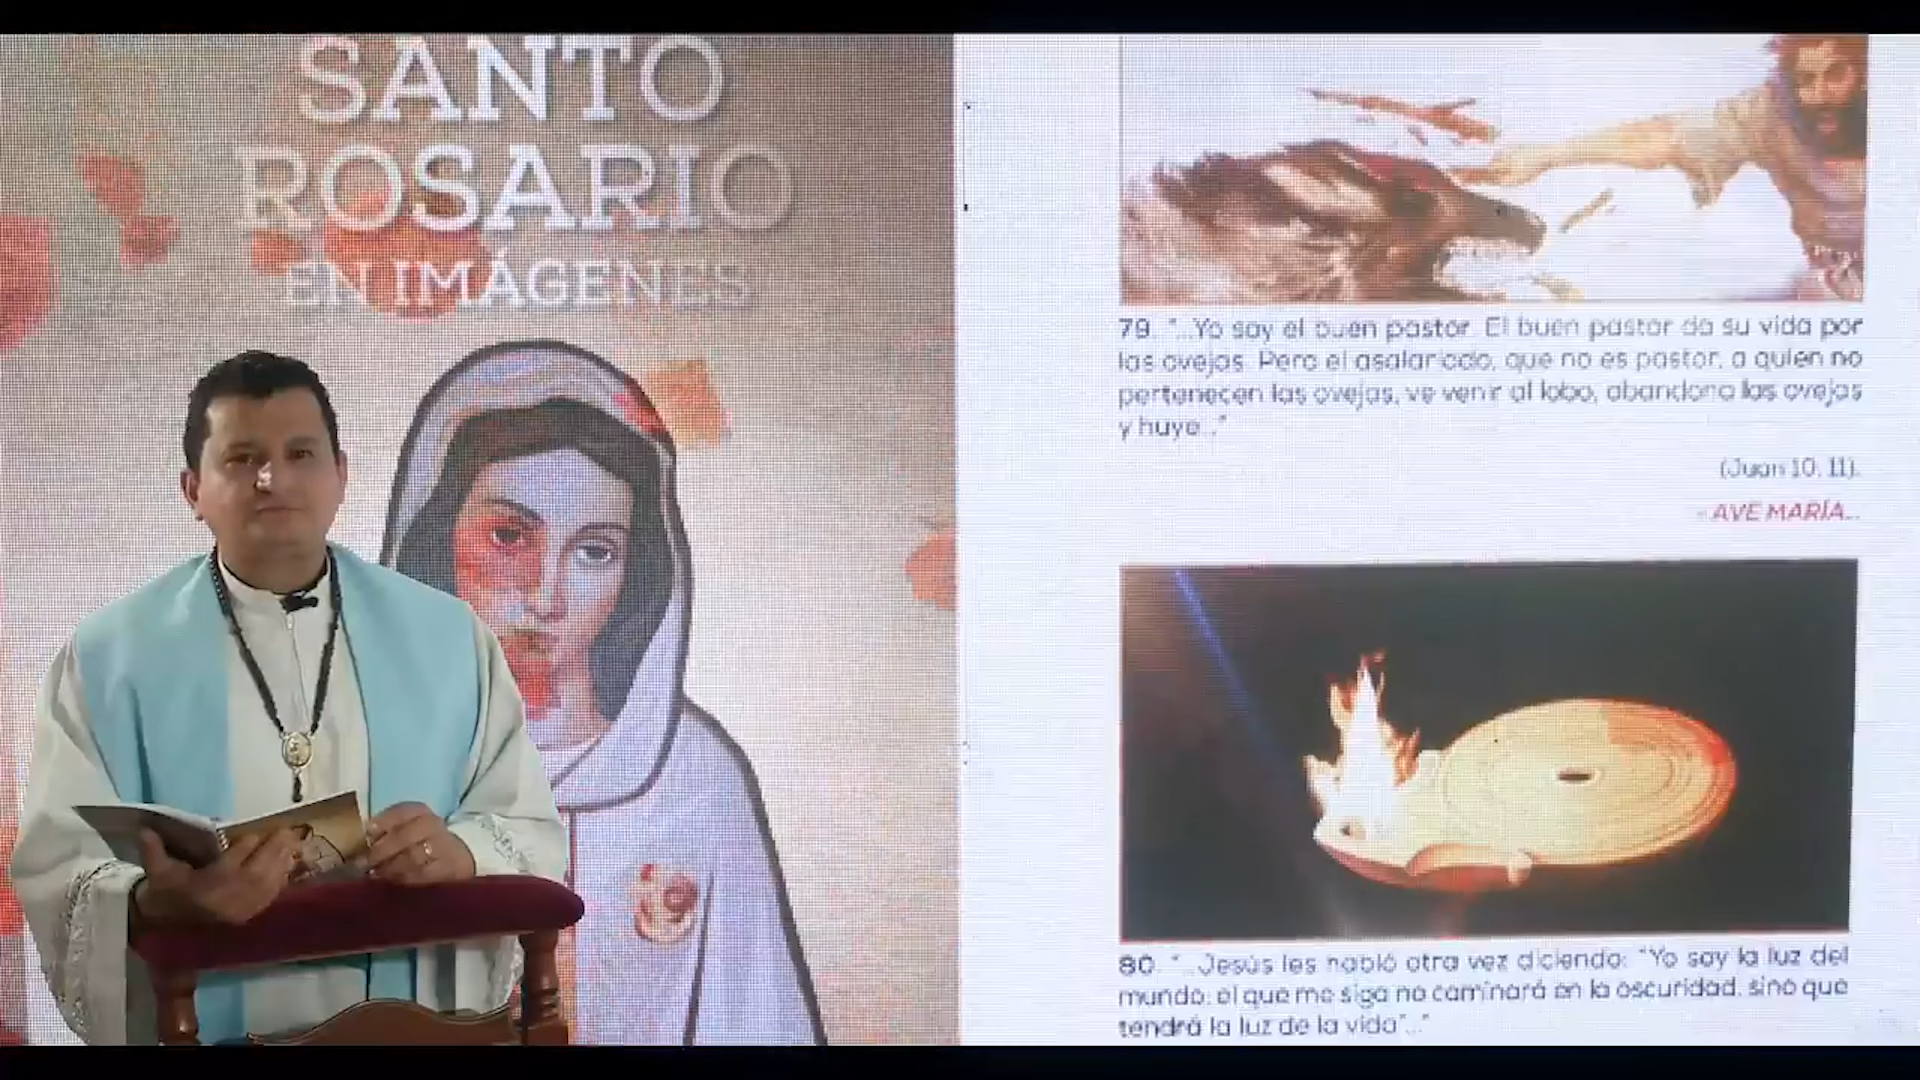 SANTO
ROSARIO
EN IMÁGENES
79. "...Yo soy el buen pastor. El buen pastor da su vida por
las ovejas. Pero el asalariado, que no es pastor, a quien no
pertenecen las ovejas, ve venir al lobo, abandona las ovejas
y huye..."
(Juan 10, 11).
- AVE MARÍA...
80. "...Jesús les habló otra vez diciendo: "Yo soy la luz del
mundo; el que me siga no caminará en la oscuridad, sino que
tendrá la luz de la vida"..."